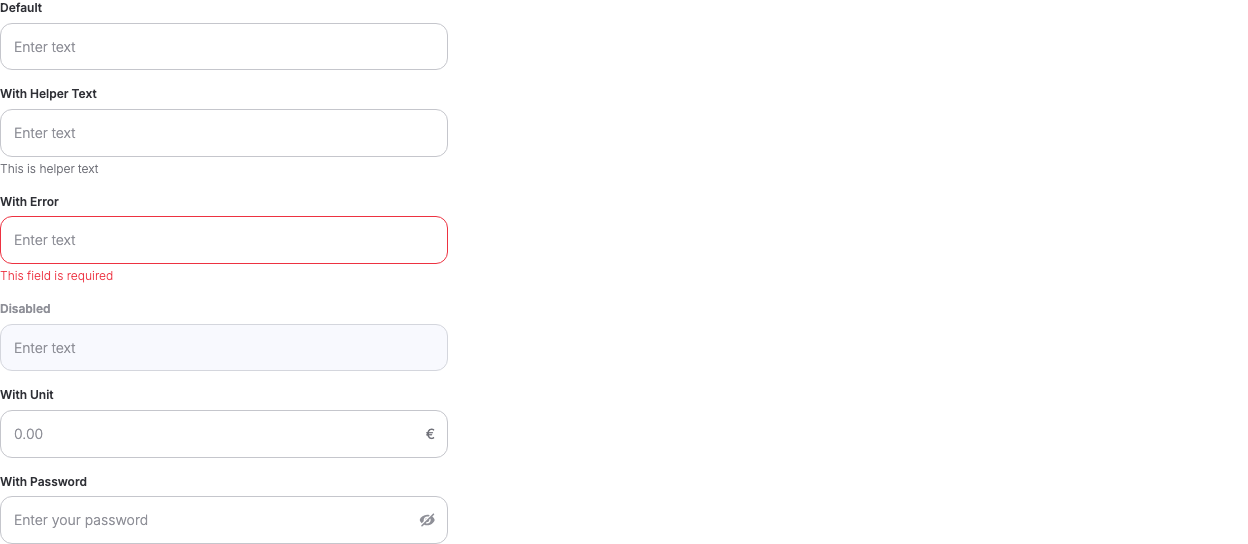 Default
Enter text
With Helper Text
Enter text
This is helper text
With Error
Enter text
This field is required
Disabled
Enter text
With Unit
0.00 €
With Password
Enter your password